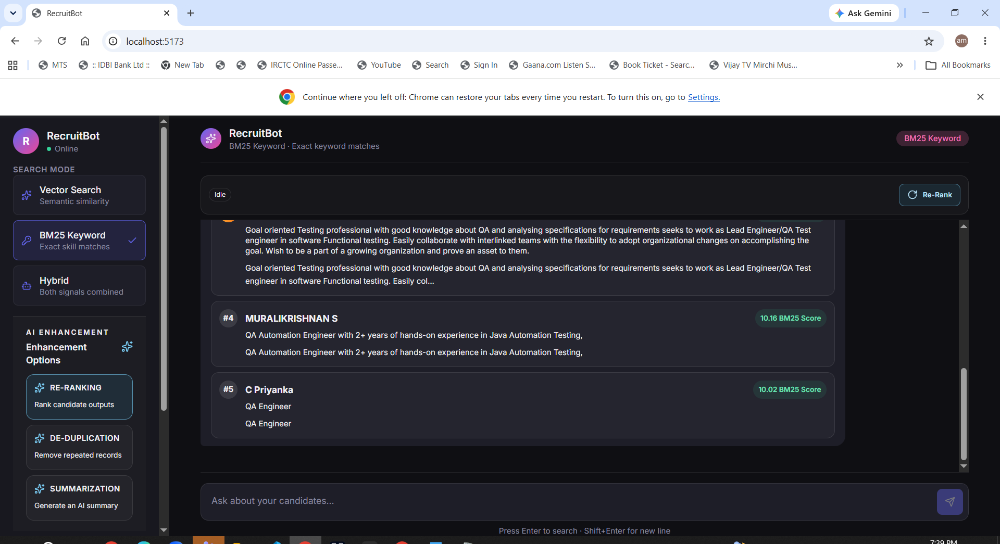 RecruitBot
Ask Gemini
localhost:5173
am
MTS
:: IDBI Bank Ltd ::
New Tab
IRCTC Online Passe...
YouTube
Search
Sign In
Gaana.com Listen S...
Book Ticket - Searc...
Vijay TV Mirchi Mus...
All Bookmarks
Continue where you left off: Chrome can restore your tabs every time you restart. To turn this on, go to Settings.
R
RecruitBot
Online
SEARCH MODE
Vector Search
Semantic similarity
BM25 Keyword
Exact skill matches
Hybrid
Both signals combined
AI ENHANCEMENT
Enhancement
Options
RE-RANKING
Rank candidate outputs
DE-DUPLICATION
Remove repeated records
SUMMARIZATION
Generate an AI summary
RecruitBot
BM25 Keyword · Exact keyword matches
BM25 Keyword
Idle
Re-Rank
Goal oriented Testing professional with good knowledge about QA and analysing specifications for requirements seeks to work as Lead Engineer/QA Test
engineer in software Functional testing. Easily collaborate with interlinked teams with the flexibility to adopt organizational changes on accomplishing the
goal. Wish to be a part of a growing organization and prove an asset to them.
Goal oriented Testing professional with good knowledge about QA and analysing specifications for requirements seeks to work as Lead Engineer/QA Test
engineer in software Functional testing. Easily col...
#4
MURALIKRISHNAN S
10.16 BM25 Score
QA Automation Engineer with 2+ years of hands-on experience in Java Automation Testing,
QA Automation Engineer with 2+ years of hands-on experience in Java Automation Testing,
#5
C Priyanka
10.02 BM25 Score
QA Engineer
QA Engineer
Ask about your candidates...
Press Enter to search · Shift+Enter for new line
7:39 PM